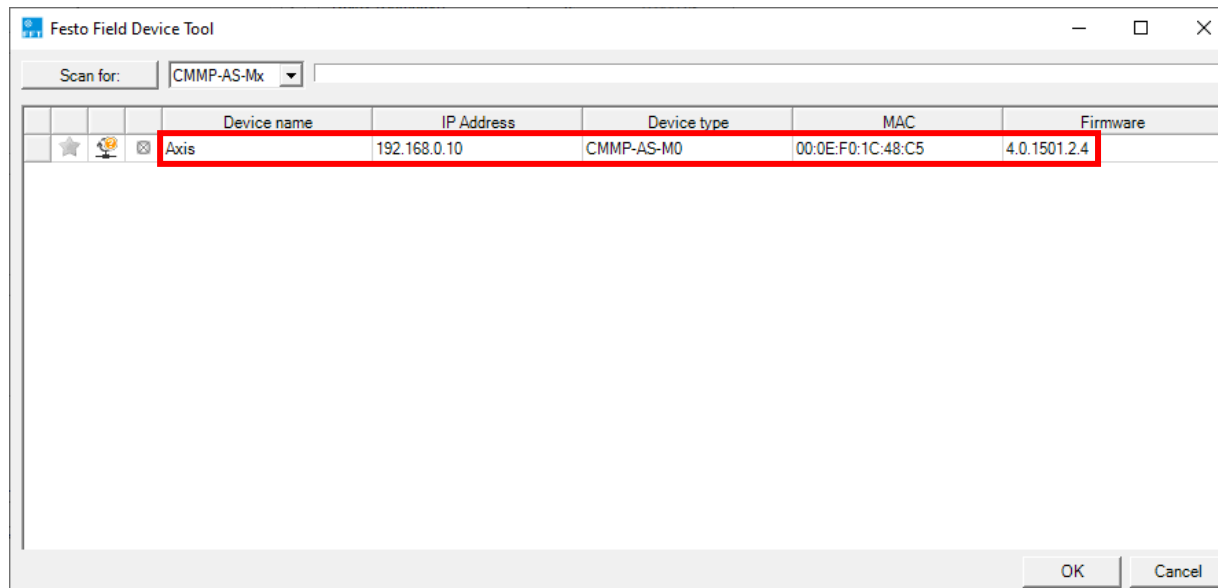 Festo Field Device Tool
Scan for: CMMP-AS-Mx
Device name IP Address Device type MAC Firmware
Axis 192.168.0.10 CMMP-AS-M0 00:0E:F0:1C:48:C5 4.0.1501.2.4
OK Cancel